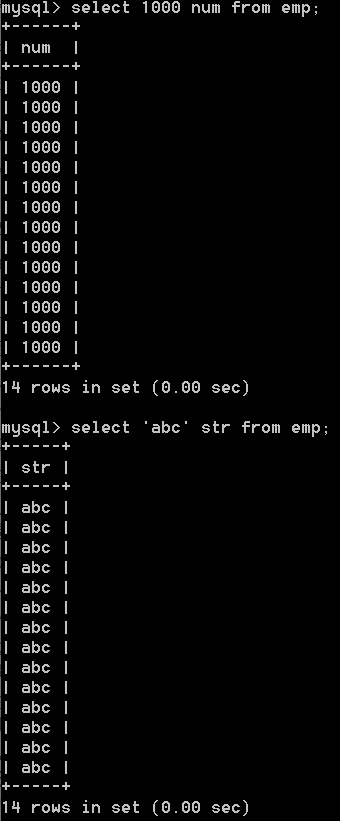 mysql> select 1000 num from emp;
+------+
| num  |
+------+
| 1000 |
| 1000 |
| 1000 |
| 1000 |
| 1000 |
| 1000 |
| 1000 |
| 1000 |
| 1000 |
| 1000 |
| 1000 |
| 1000 |
| 1000 |
| 1000 |
+------+
14 rows in set (0.00 sec)
mysql> select 'abc' str from emp;
+-----+
| str |
+-----+
| abc |
| abc |
| abc |
| abc |
| abc |
| abc |
| abc |
| abc |
| abc |
| abc |
| abc |
| abc |
| abc |
| abc |
+-----+
14 rows in set (0.00 sec)